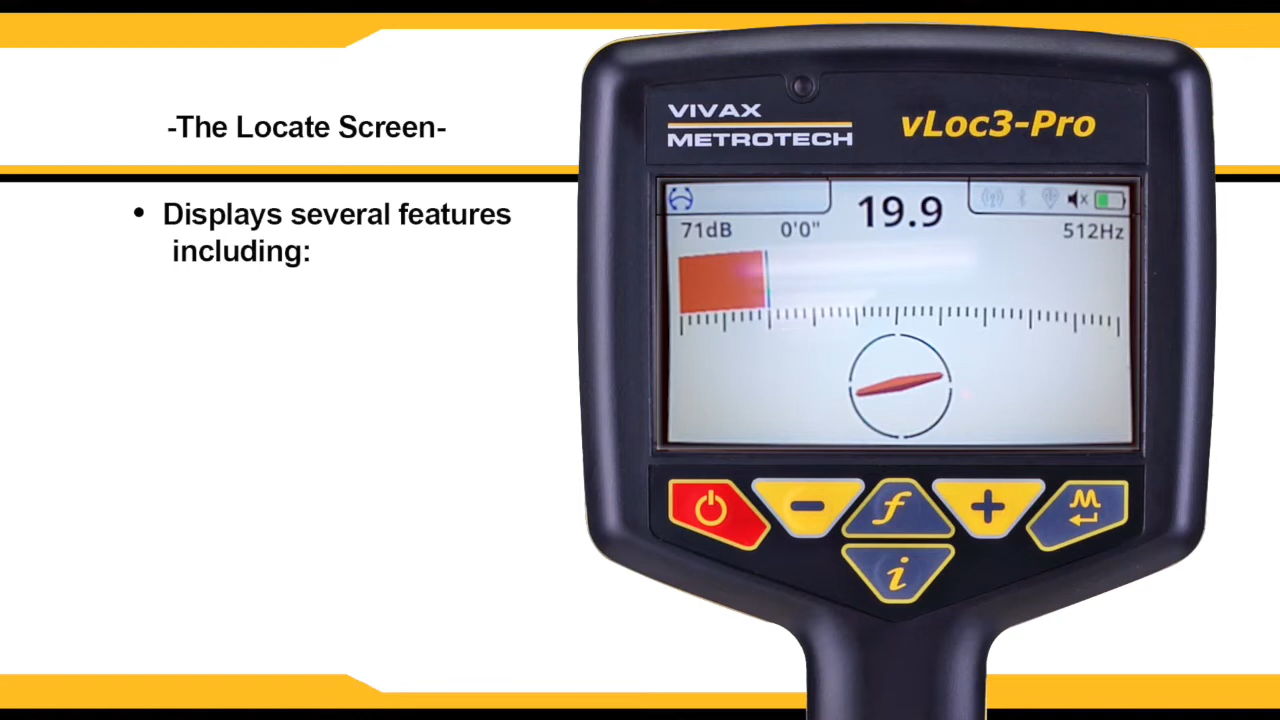 -The Locate Screen-
• Displays several features
including:
VIVAX
METROTECH
vLoc3-Pro
19.9
71dB 0'0" 512Hz
f
i